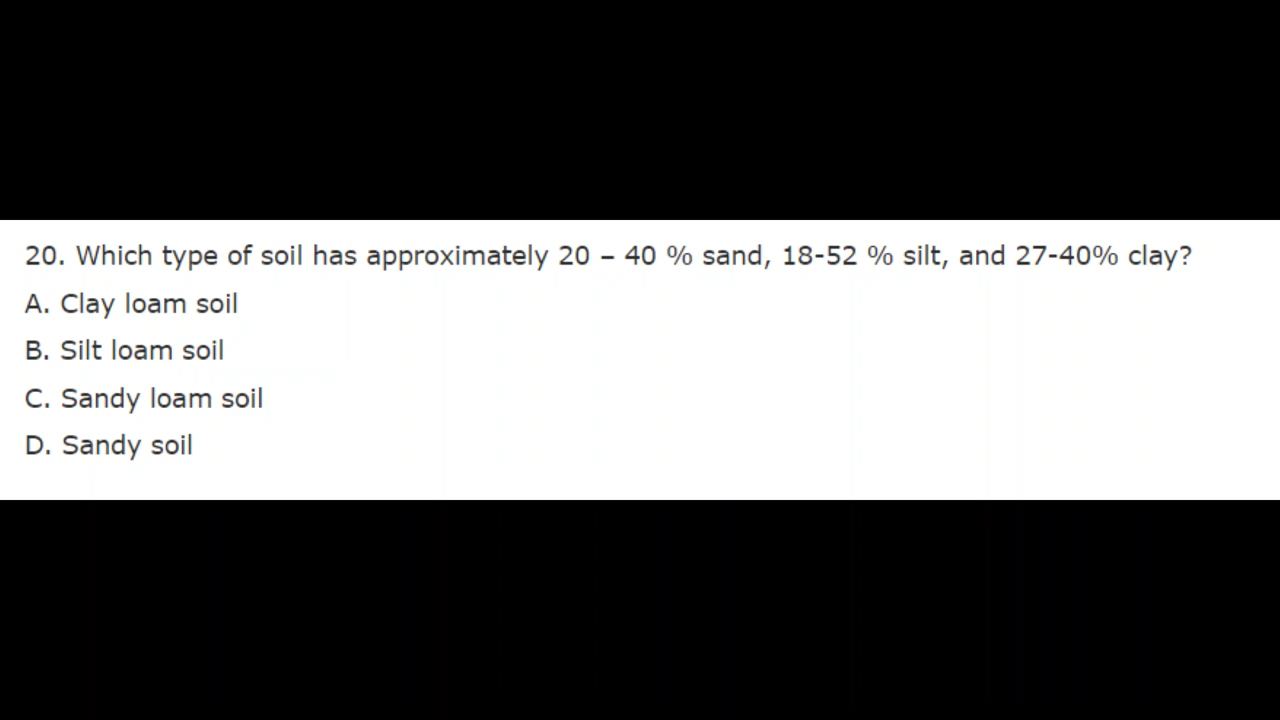 20. Which type of soil has approximately 20 – 40 % sand, 18-52 % silt, and 27-40% clay?
A. Clay loam soil
B. Silt loam soil
C. Sandy loam soil
D. Sandy soil